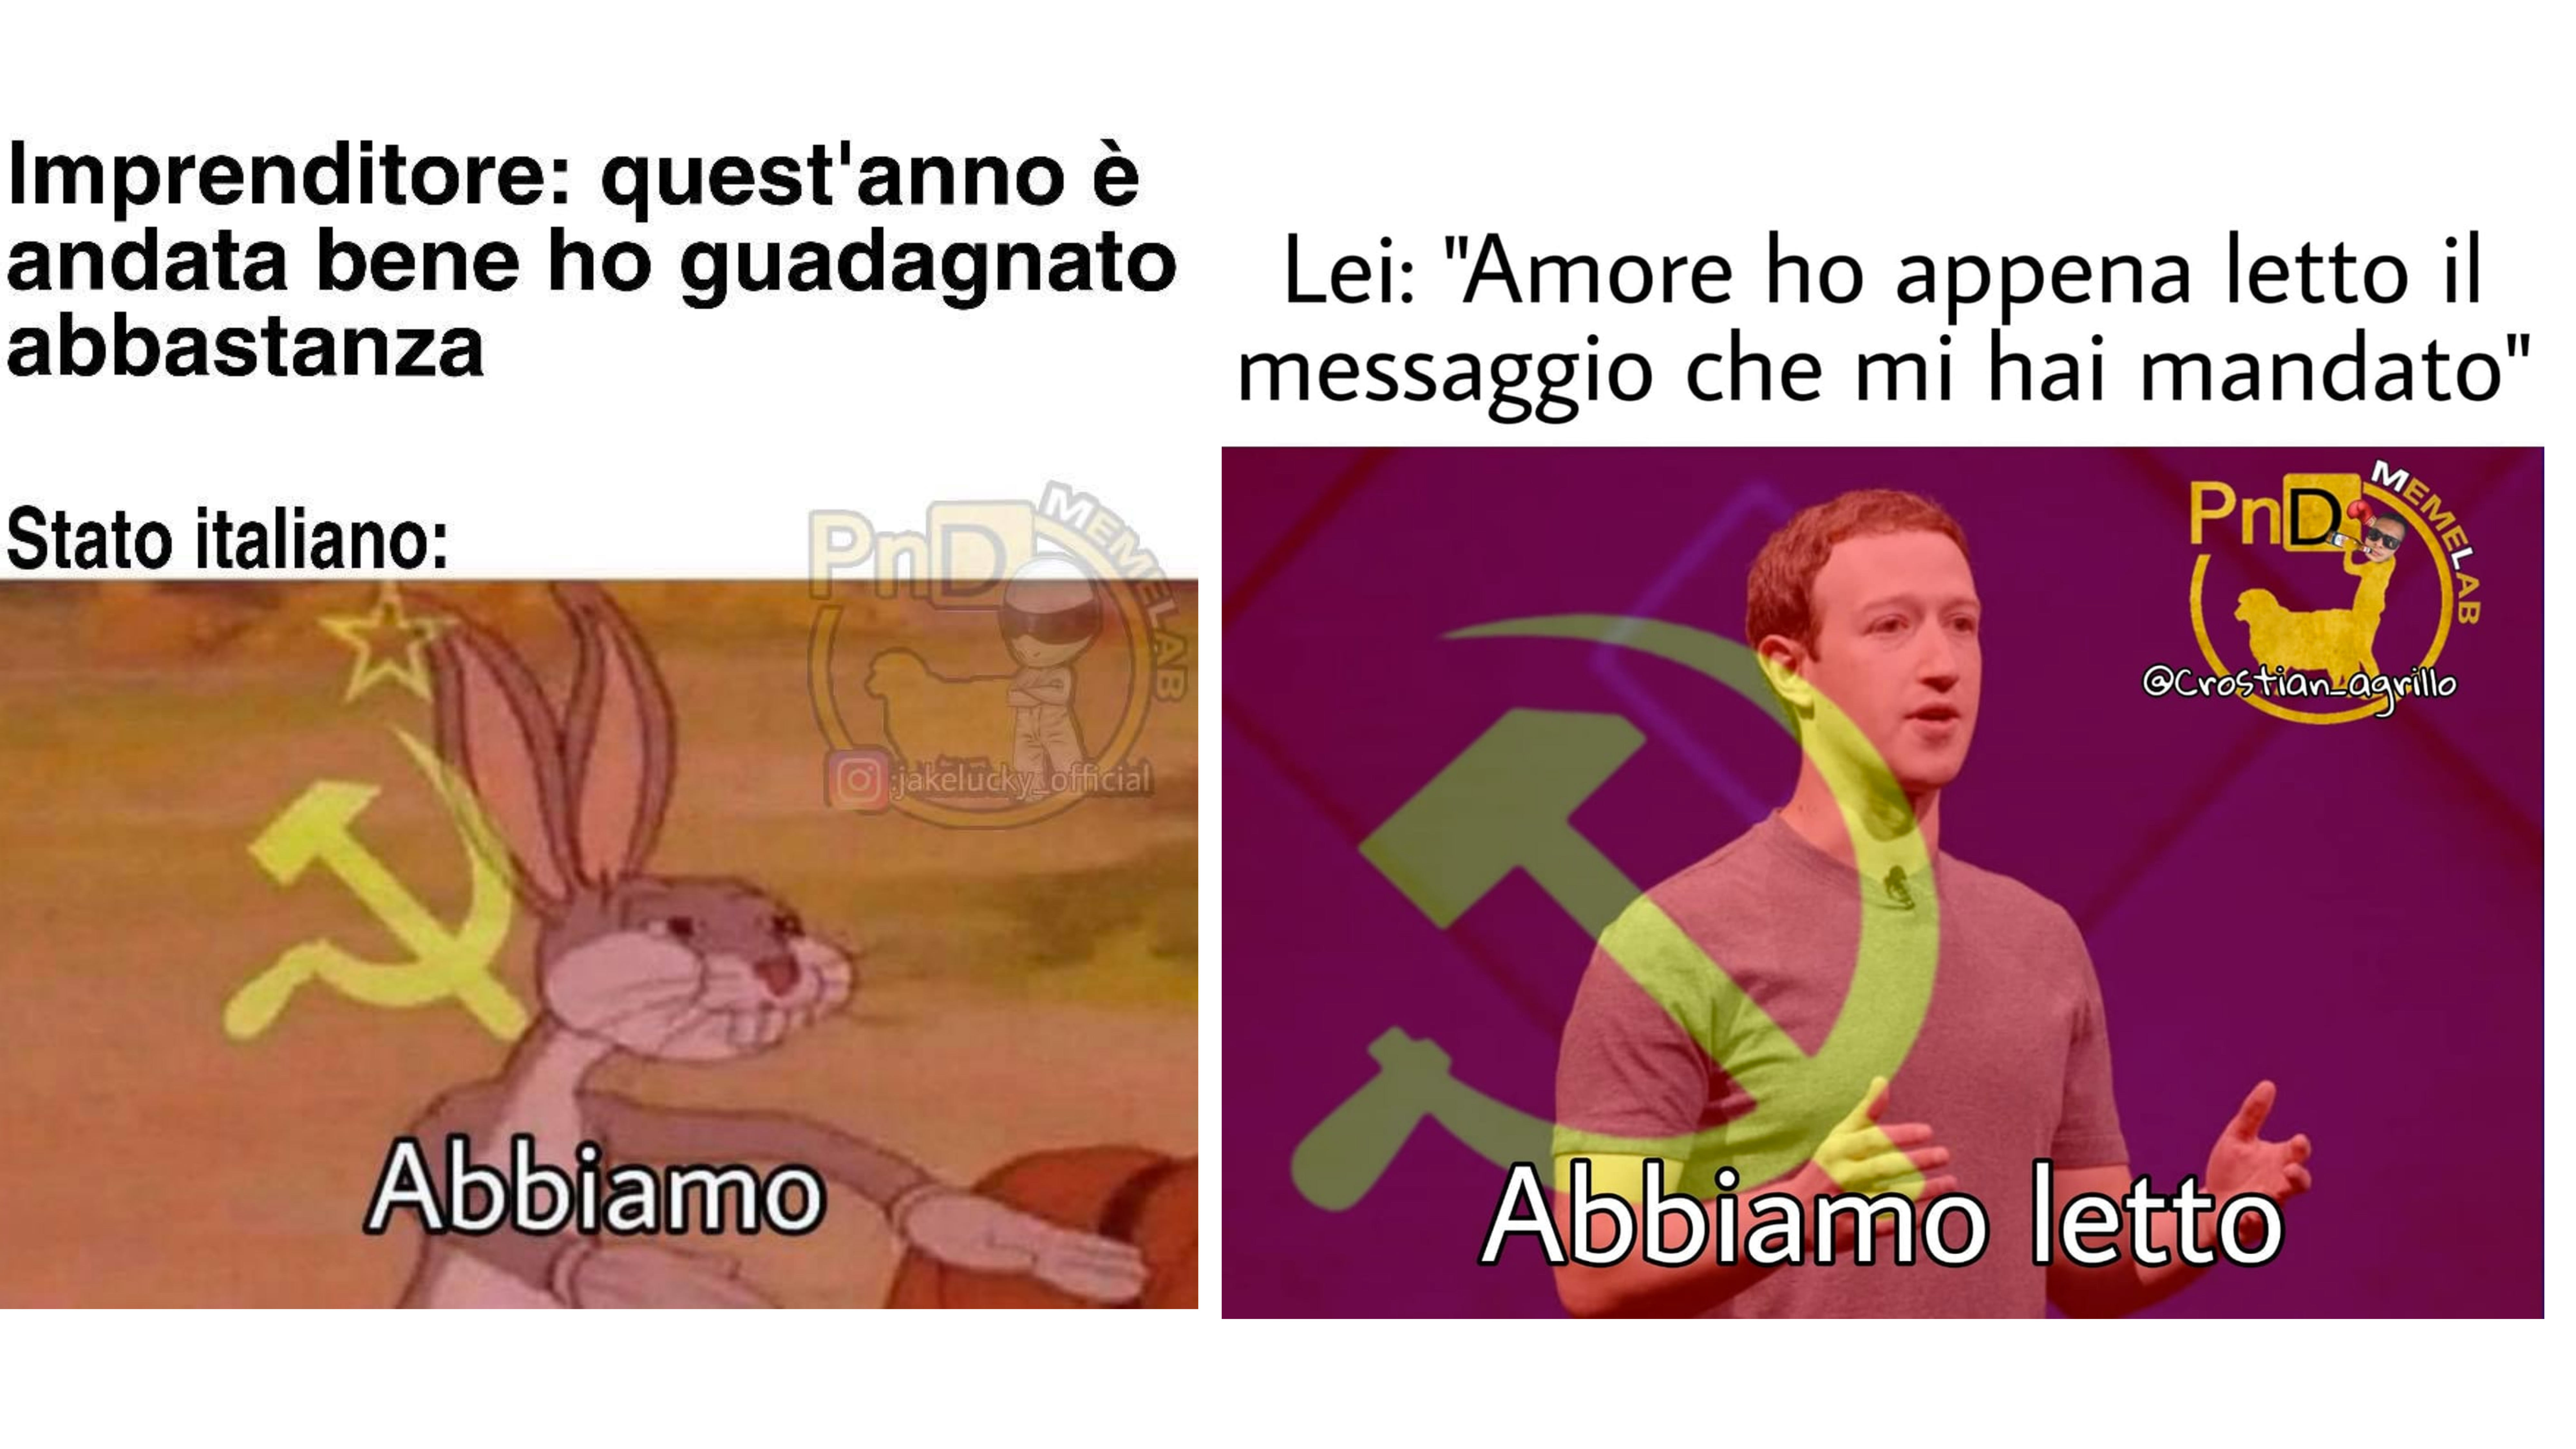 Imprenditore: quest'anno è
andata bene ho guadagnato
abbastanza
Stato italiano:
PnD
MEMELAB
:jakelucky_official
Abbiamo
Lei: "Amore ho appena letto il
messaggio che mi hai mandato"
PnD
MEMELAB
@Crostian_agrillo
Abbiamo letto